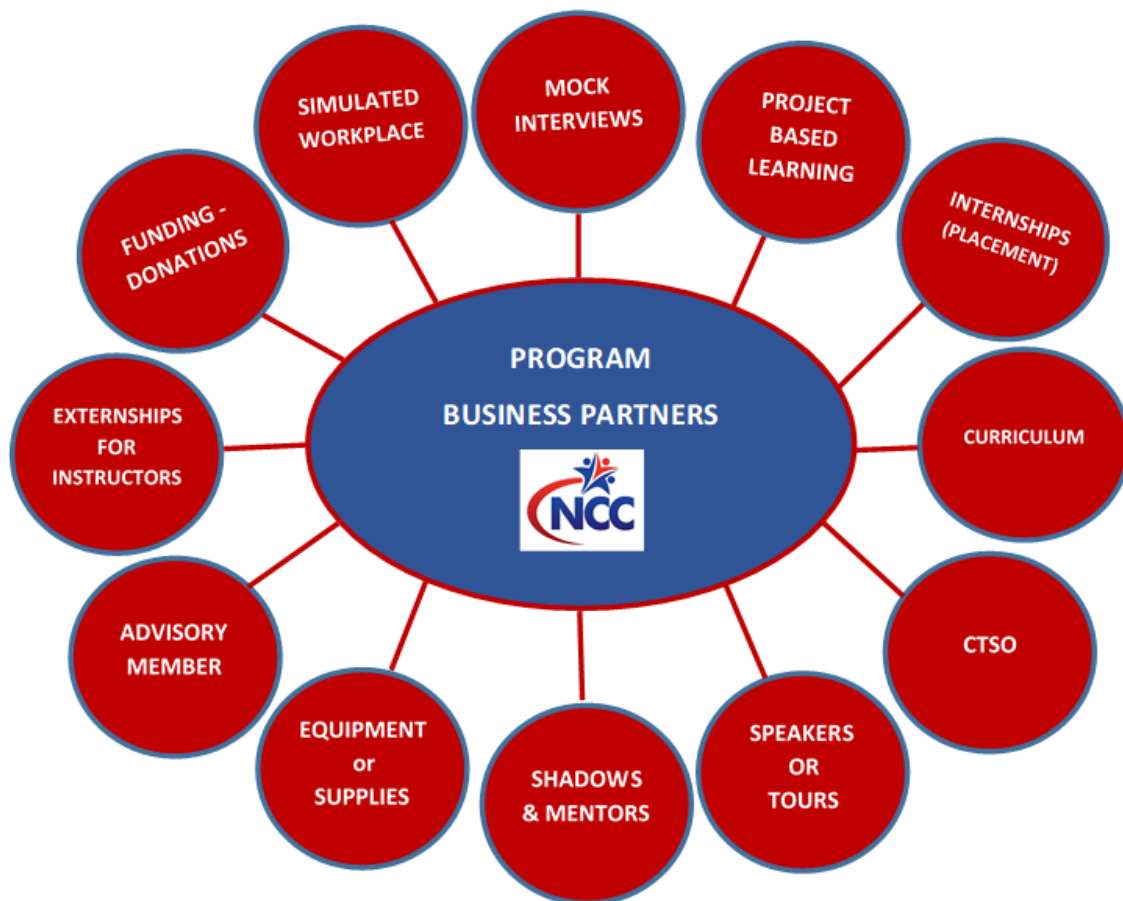 MOCK
INTERVIEWS
PROJECT
BASED
LEARNING
INTERNSHIPS
(PLACEMENT)
CURRICULUM
CTSO
SPEAKERS
OR
TOURS
SHADOWS
& MENTORS
EQUIPMENT
or
SUPPLIES
ADVISORY
MEMBER
EXTERNSHIPS
FOR
INSTRUCTORS
FUNDING -
DONATIONS
SIMULATED
WORKPLACE
PROGRAM
BUSINESS PARTNERS
NCC